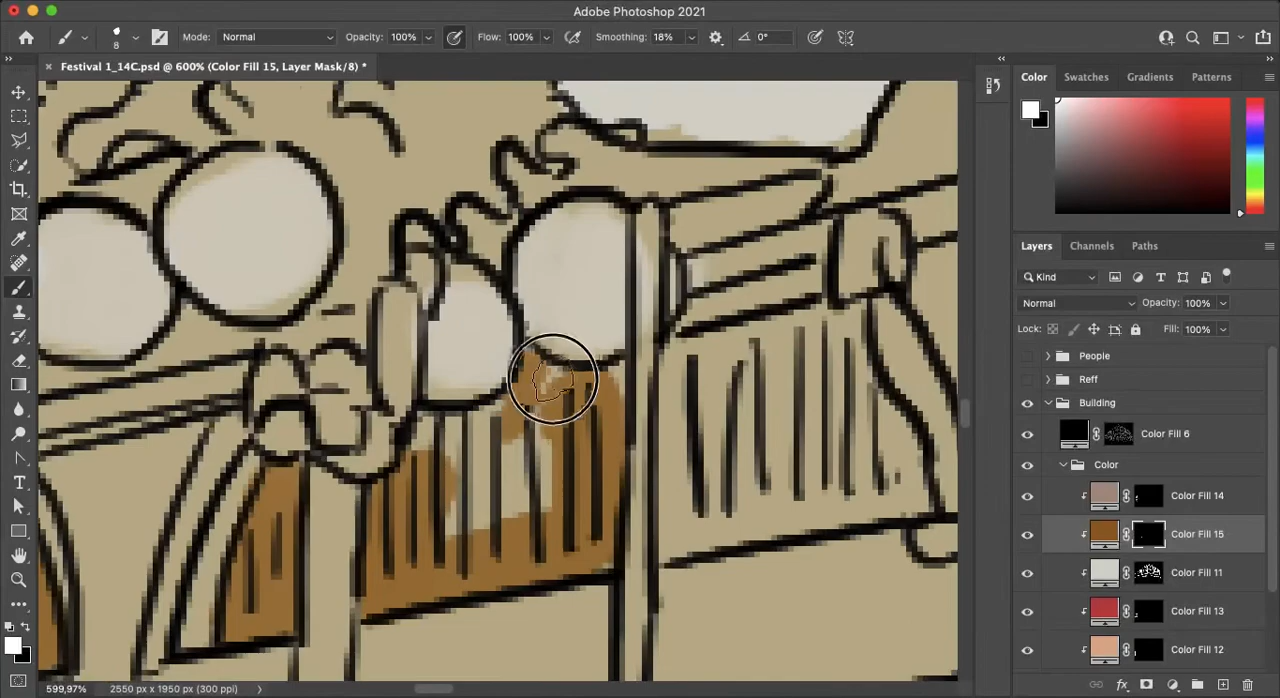 Adobe Photoshop 2021
8 Mode: Normal Opacity: 100% Flow: 100% Smoothing: 18% 0°
Festival 1_14C.psd @ 600% (Color Fill 15, Layer Mask/8) *
Color Swatches Gradients Patterns
Layers Channels Paths
Kind
Normal Opacity: 100%
Lock: Fill: 100%
People
Reff
Building
Color Fill 6
Color
Color Fill 14
Color Fill 15
Color Fill 11
Color Fill 13
Color Fill 12
599,97% 2550 px x 1950 px (300 ppi)